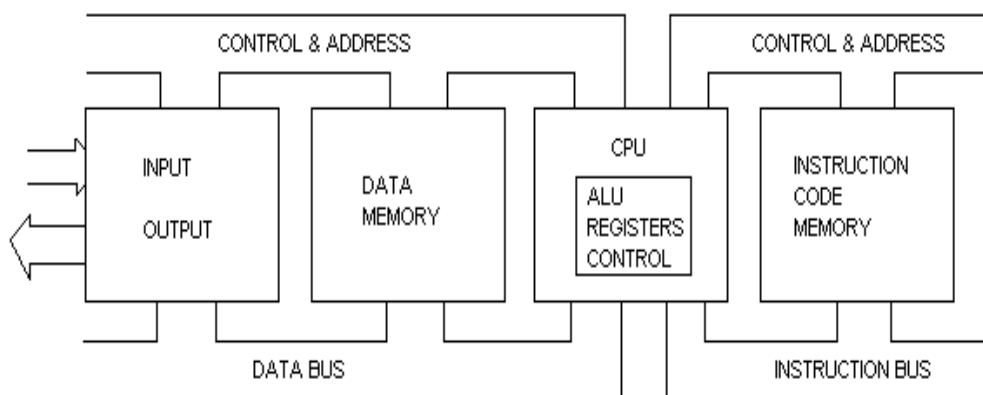 CONTROL & ADDRESS
CONTROL & ADDRESS
INPUT
OUTPUT
DATA
MEMORY
CPU
ALU
REGISTERS
CONTROL
INSTRUCTION
CODE
MEMORY
DATA BUS
INSTRUCTION BUS